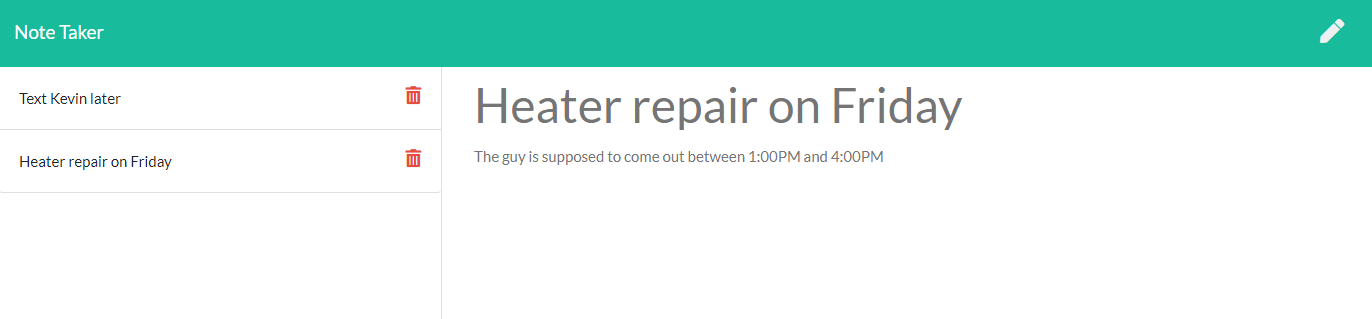 Note Taker
Text Kevin later
Heater repair on Friday
Heater repair on Friday
The guy is supposed to come out between 1:00PM and 4:00PM